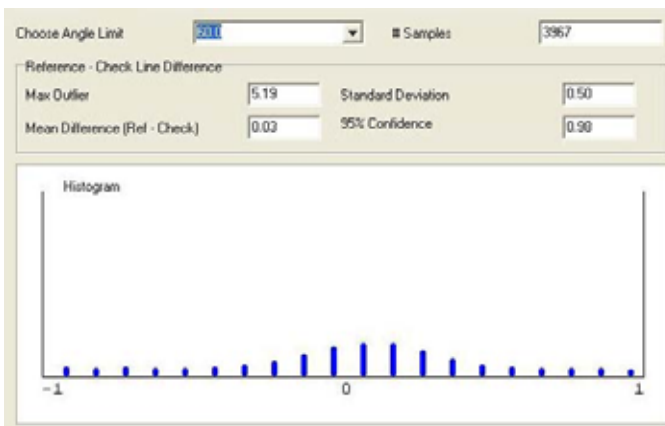 Choose Angle Limit 60.0 # Samples 3967
Reference - Check Line Difference
Max Outlier 5.19 Standard Deviation 0.50
Mean Difference (Ref - Check) 0.03 95% Confidence 0.98
Histogram
-1 0 1